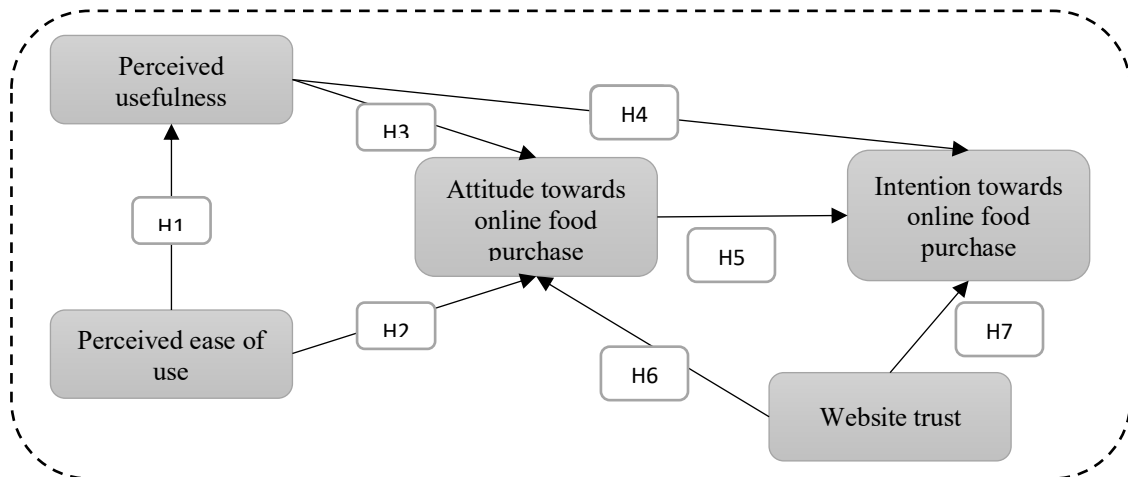 Perceived
usefulness
H4
H3
Attitude towards
online food
purchase
Intention towards
online food
purchase
H1
H5
Perceived ease of
use
H2
H6
H7
Website trust